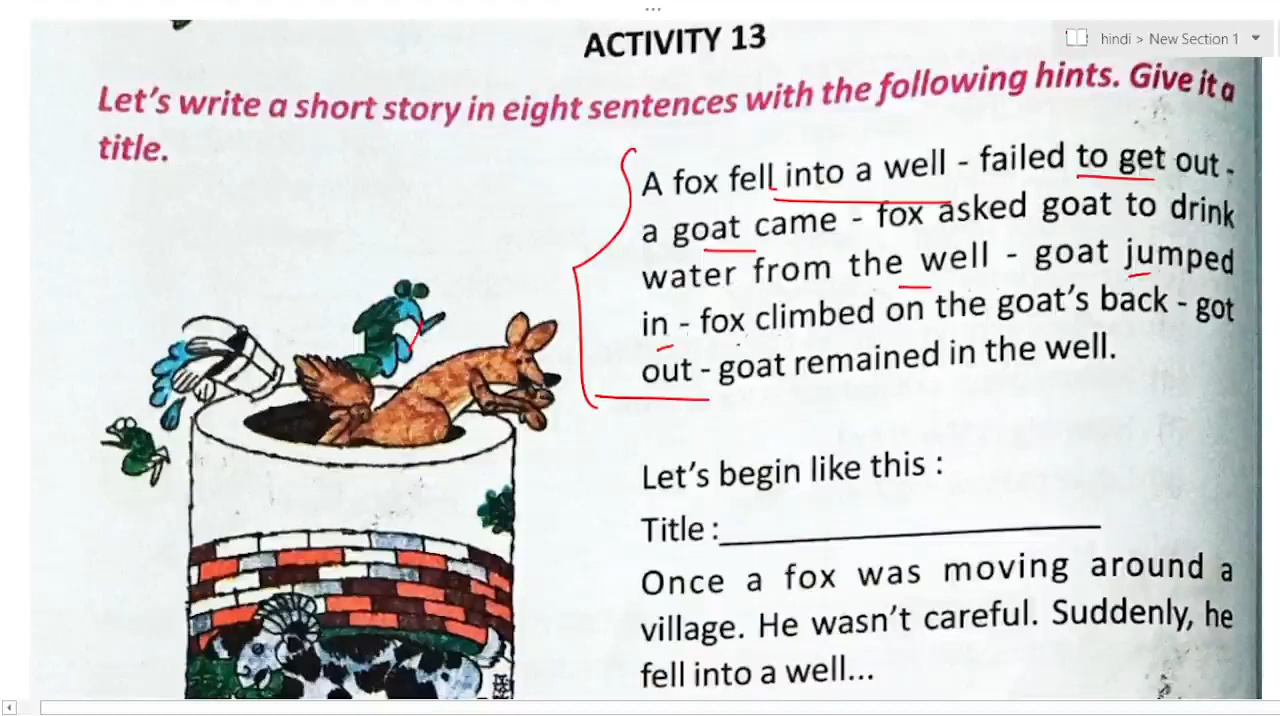 ...
hindi > New Section 1
ACTIVITY 13
Let's write a short story in eight sentences with the following hints. Give it a
title.
A fox fell into a well - failed to get out -
a goat came - fox asked goat to drink
water from the well - goat jumped
in - fox climbed on the goat's back - got
out - goat remained in the well.
Let's begin like this :
Title :
Once a fox was moving around a
village. He wasn't careful. Suddenly, he
fell into a well...